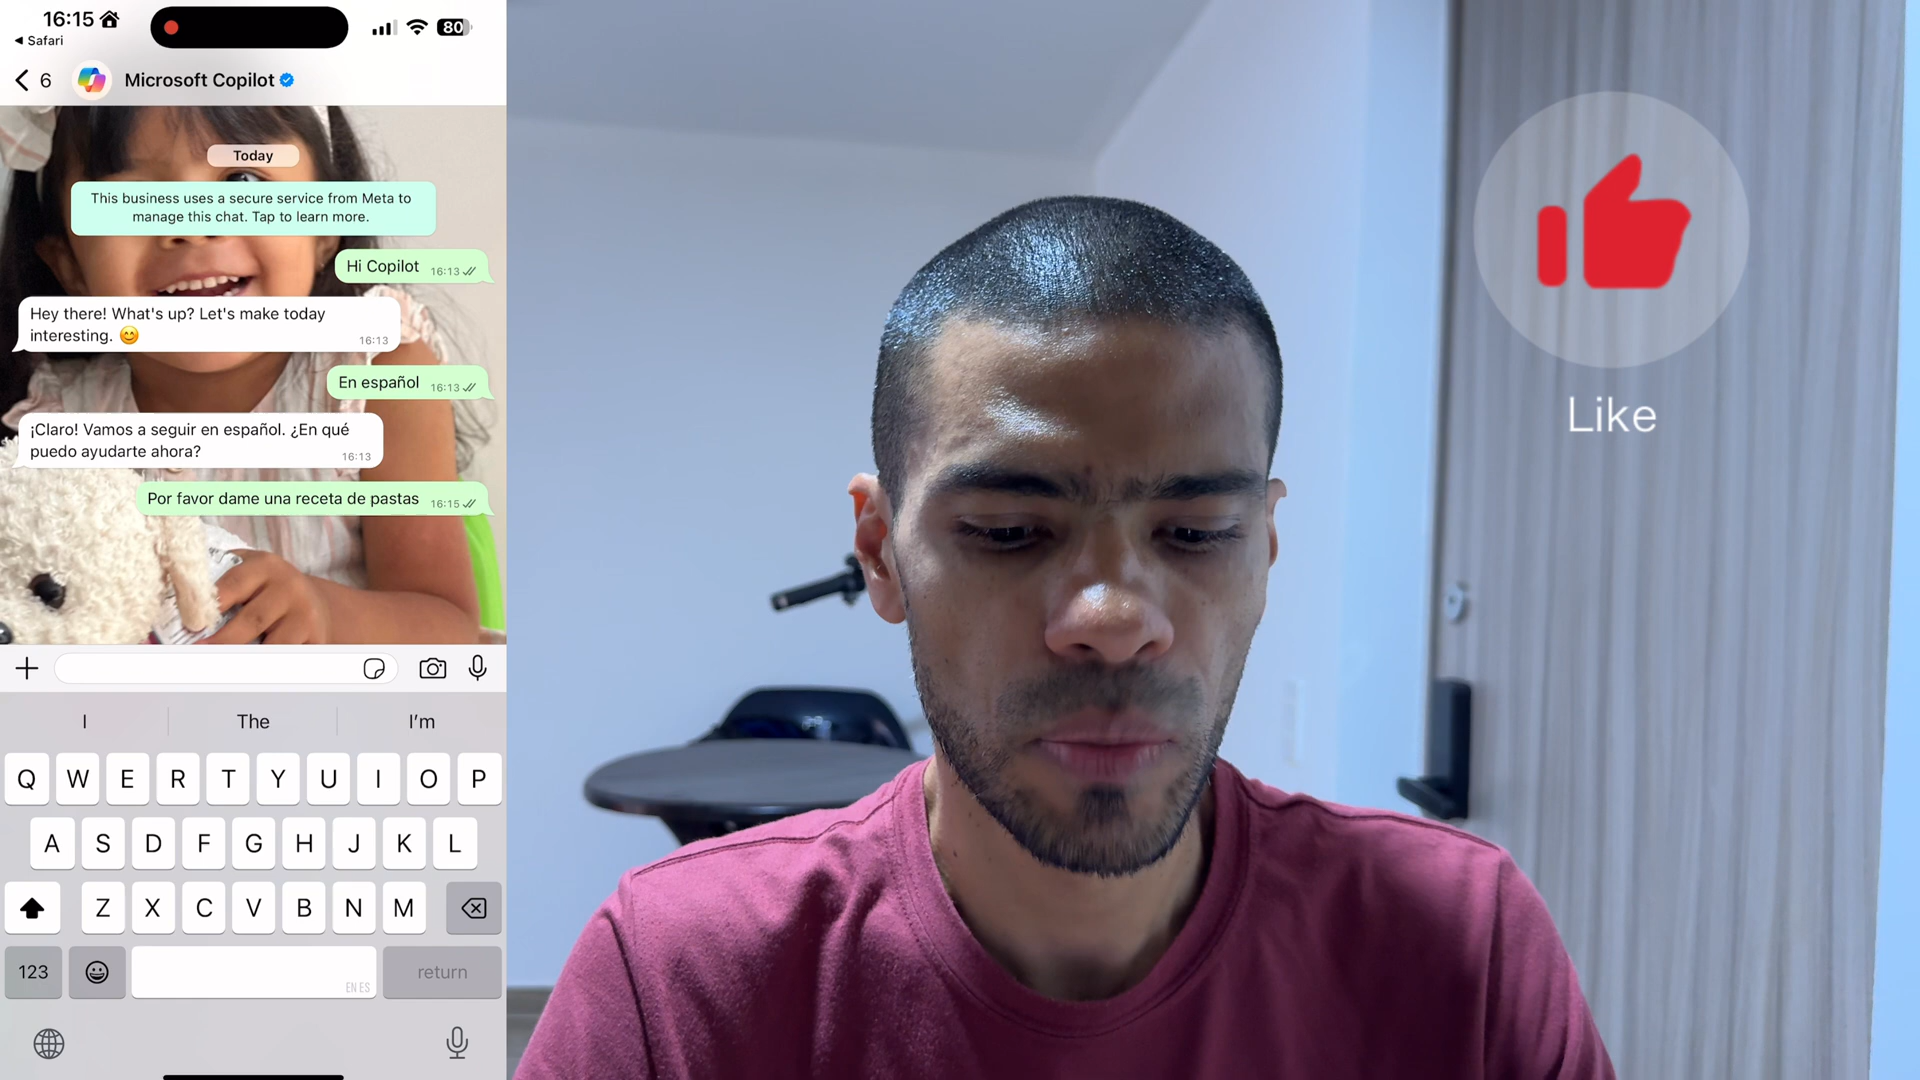 16:15
80
Safari
6
Microsoft Copilot
Today
This business uses a secure service from Meta to
manage this chat. Tap to learn more.
Hi Copilot 16:13
Hey there! What's up? Let's make today
interesting. 😊 16:13
En español 16:13
¡Claro! Vamos a seguir en español. ¿En qué
puedo ayudarte ahora? 16:13
Por favor dame una receta de pastas 16:15
I The I'm
Q W E R T Y U I O P
A S D F G H J K L
Z X C V B N M
123 EN ES return
Like